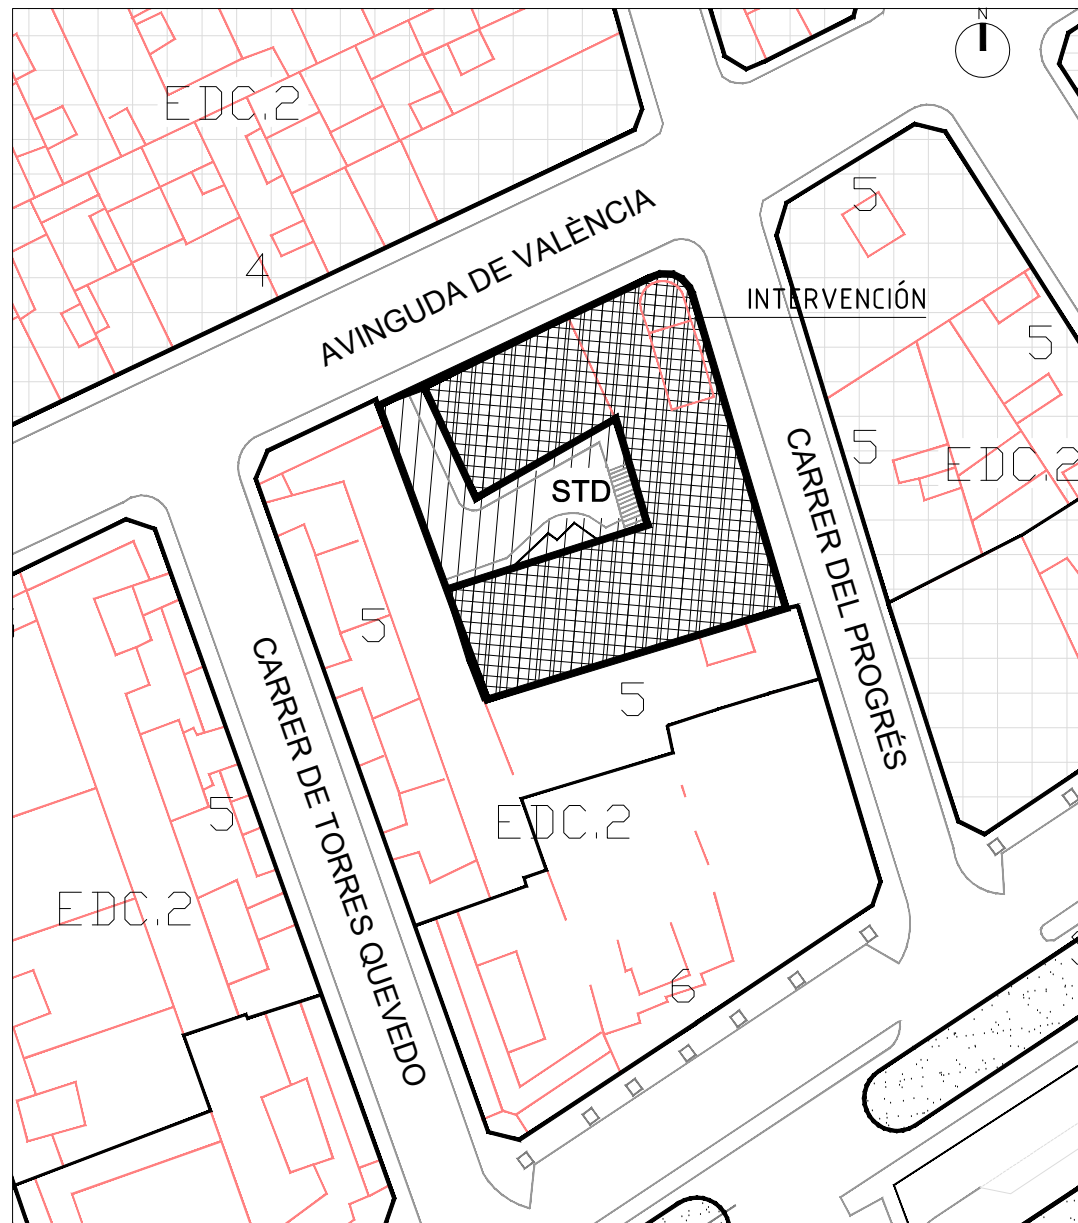 N
EDC.2
5
AVINGUDA DE VALÈNCIA
4
INTERVENCIÓN
5
5
EDC.2
STD
CARRER DEL PROGRÉS
5
CARRER DE TORRES QUEVEDO
5
5
EDC.2
EDC.2
6